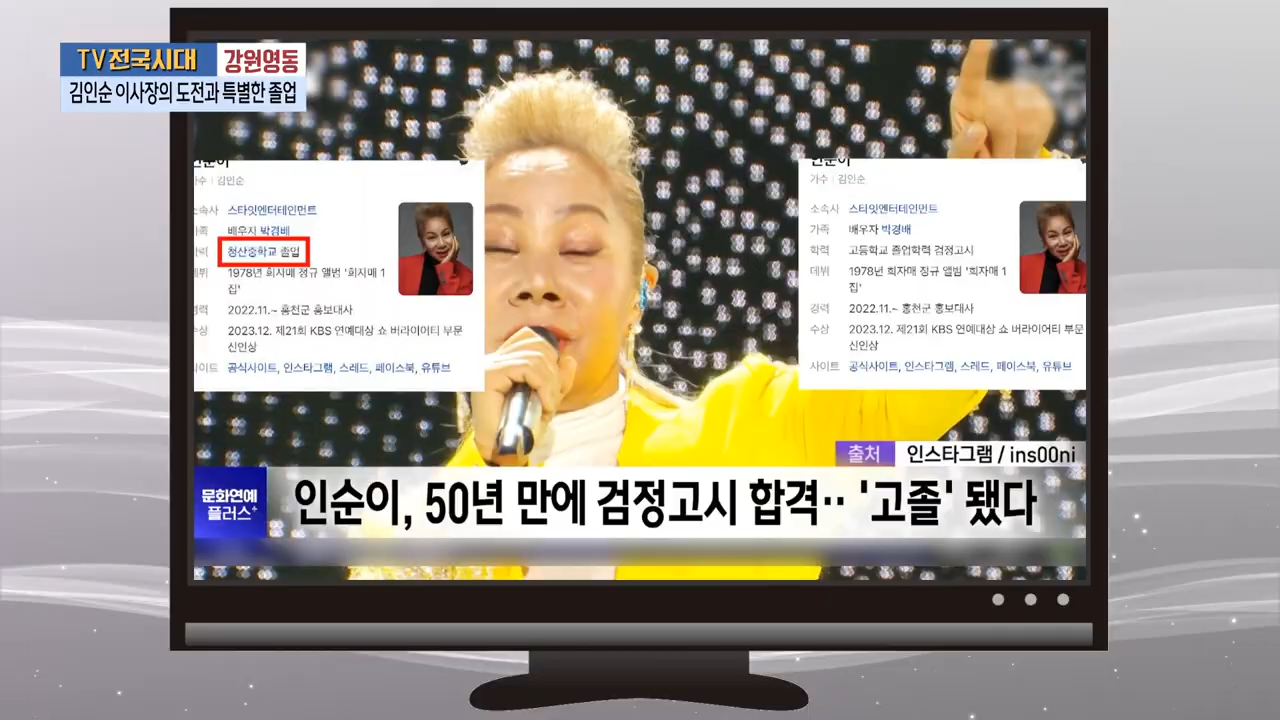 TV전국시대 강원영동
김인순 이사장의 도전과 특별한 졸업
인순이
가수 | 김인순
소속사 스타잇엔터테인먼트
가족 배우자 박경배
학력 청산중학교 졸업
데뷔 1978년 희자매 정규 앨범 '희자매 1
집'
경력 2022.11.~ 홍천군 홍보대사
수상 2023.12. 제21회 KBS 연예대상 쇼 버라이어티 부문
신인상
사이트 공식사이트, 인스타그램, 스레드, 페이스북, 유튜브
인순이
가수 | 김인순
소속사 스타잇엔터테인먼트
가족 배우자 박경배
학력 고등학교 졸업학력 검정고시
데뷔 1978년 희자매 정규 앨범 '희자매 1
집'
경력 2022.11.~ 홍천군 홍보대사
수상 2023.12. 제21회 KBS 연예대상 쇼 버라이어티 부문
신인상
사이트 공식사이트, 인스타그램, 스레드, 페이스북, 유튜브
출처 인스타그램 / ins00ni
문화연예
플러스+
인순이, 50년 만에 검정고시 합격‥ '고졸' 됐다